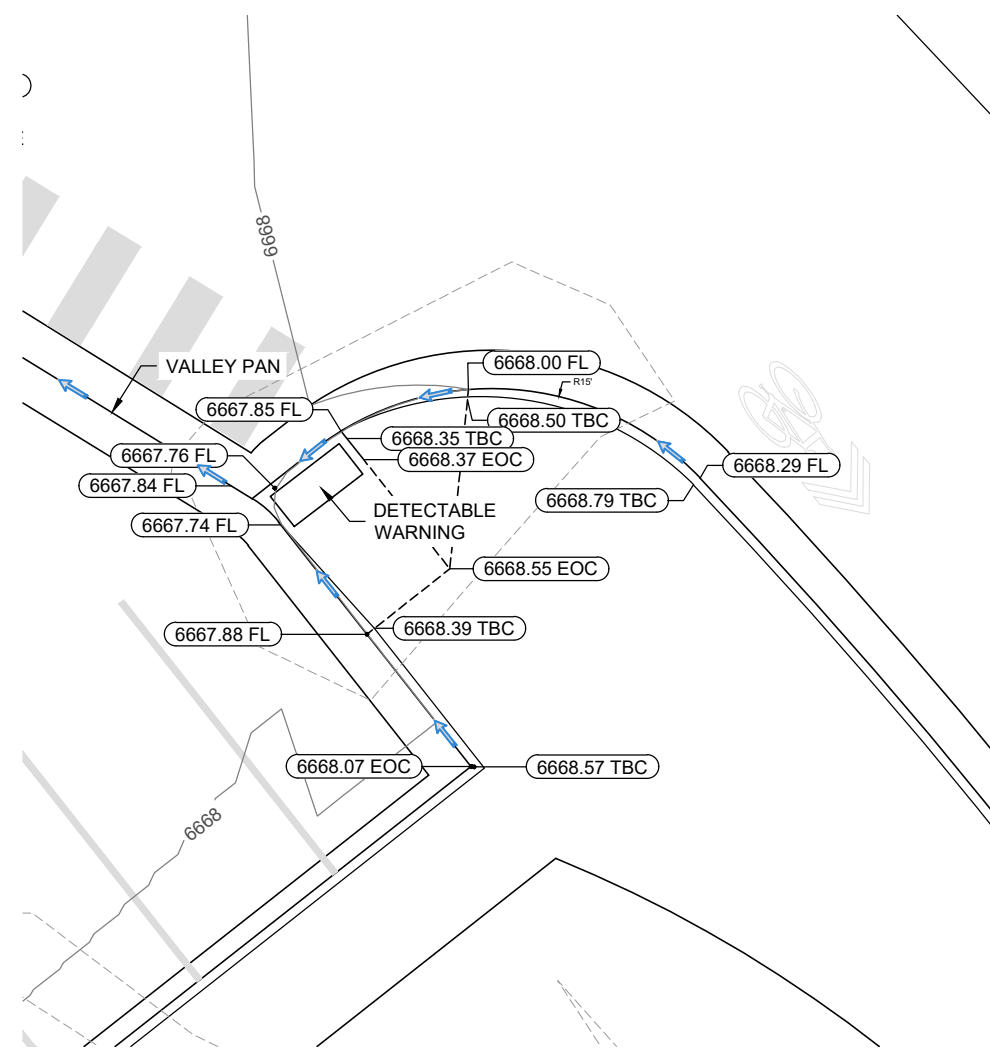 6668
6668.00 FL
VALLEY PAN
R15'
6667.85 FL
6668.50 TBC
6668.35 TBC
6667.76 FL
6668.37 EOC
6668.29 FL
6667.84 FL
6668.79 TBC
DETECTABLE
WARNING
6667.74 FL
6668.55 EOC
6667.88 FL
6668.39 TBC
6668.07 EOC
6668.57 TBC
6668